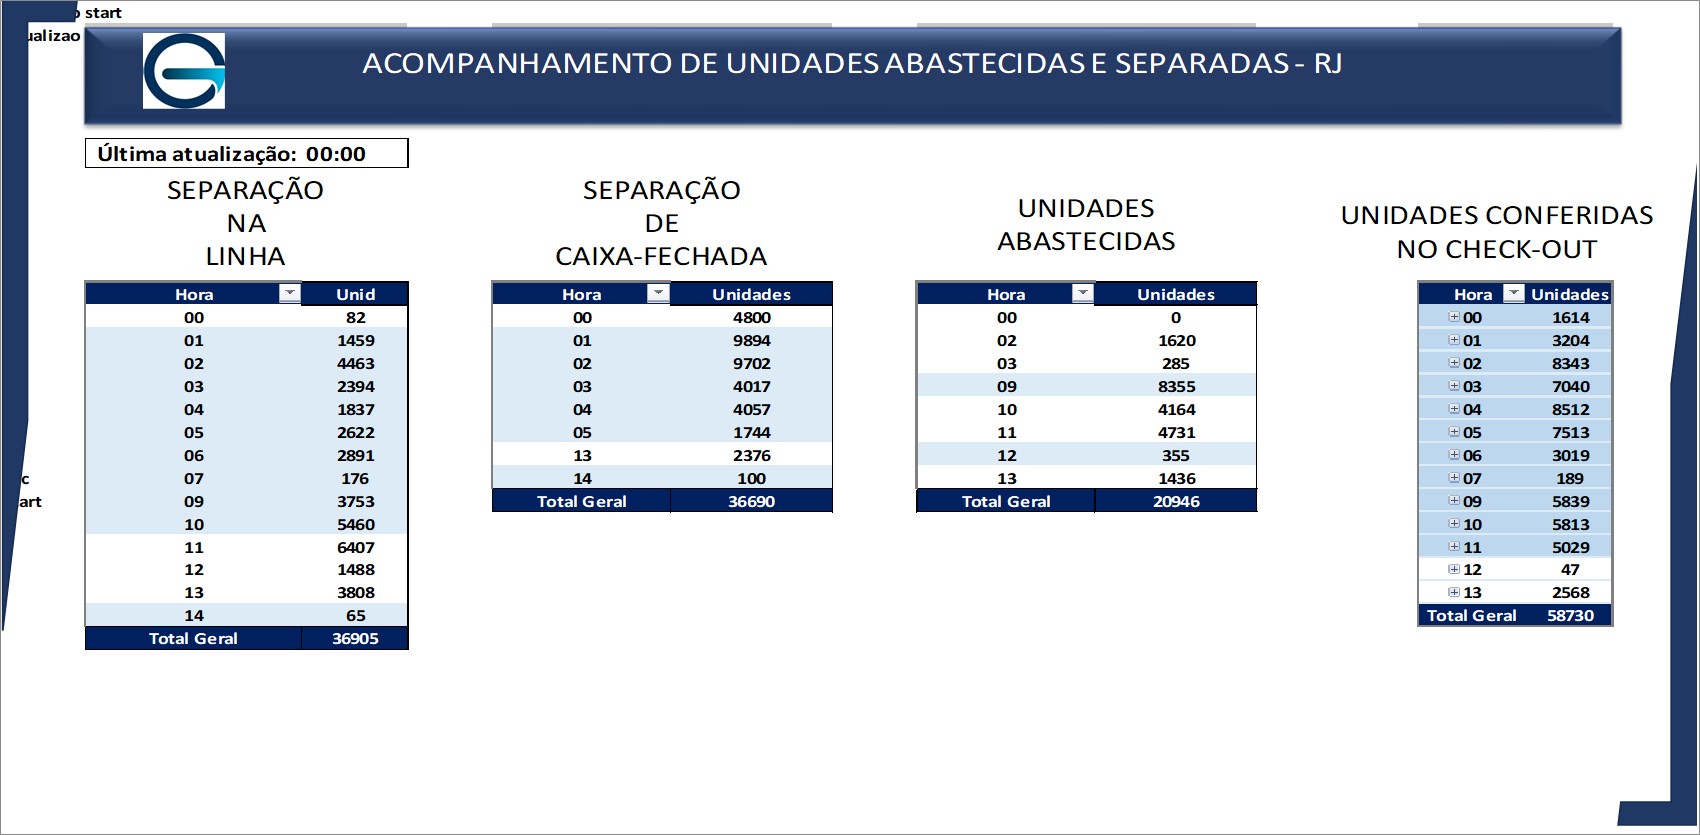 start
ualizao
ACOMPANHAMENTO DE UNIDADES ABASTECIDAS E SEPARADAS - RJ
Última atualização: 00:00
SEPARAÇÃO
NA
LINHA
Hora Unid
00 82
01 1459
02 4463
03 2394
04 1837
05 2622
06 2891
07 176
09 3753
10 5460
11 6407
12 1488
13 3808
14 65
Total Geral 36905
SEPARAÇÃO
DE
CAIXA-FECHADA
Hora Unidades
00 4800
01 9894
02 9702
03 4017
04 4057
05 1744
13 2376
14 100
Total Geral 36690
UNIDADES
ABASTECIDAS
Hora Unidades
00 0
02 1620
03 285
09 8355
10 4164
11 4731
12 355
13 1436
Total Geral 20946
UNIDADES CONFERIDAS
NO CHECK-OUT
Hora Unidades
00 1614
01 3204
02 8343
03 7040
04 8512
05 7513
06 3019
07 189
09 5839
10 5813
11 5029
12 47
13 2568
Total Geral 58730
c
art